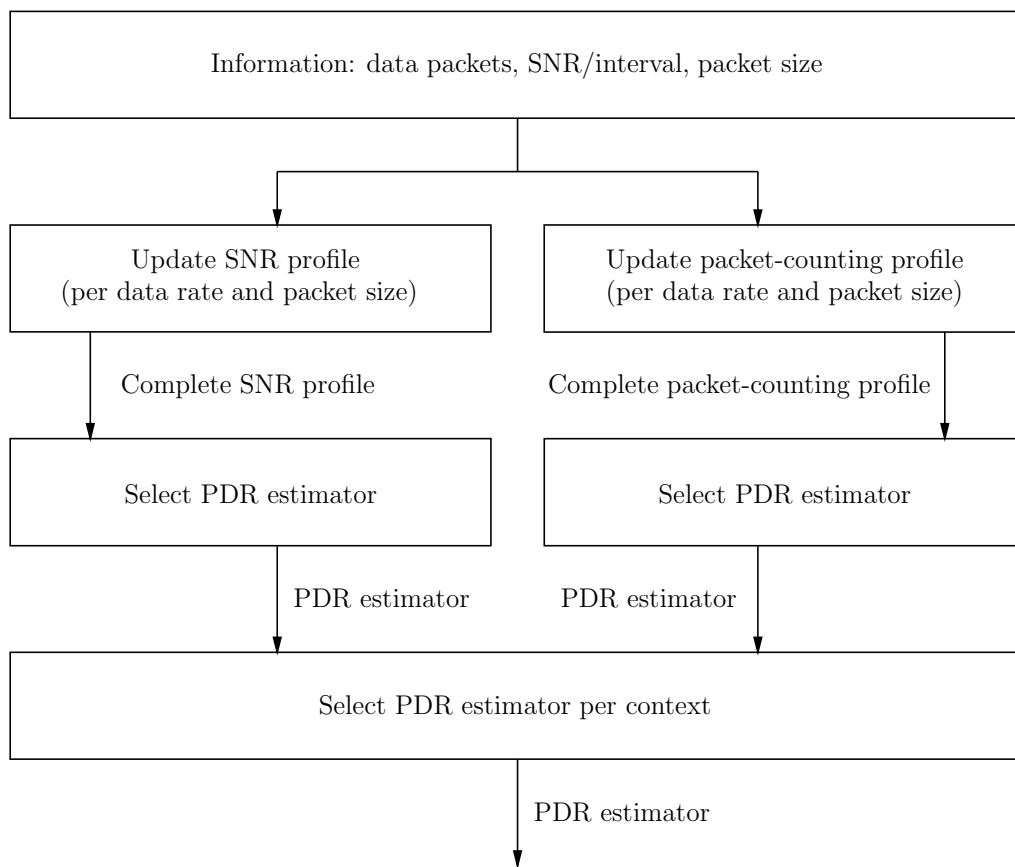 Information: data packets, SNR/interval, packet size
Update SNR profile
(per data rate and packet size)
Update packet-counting profile
(per data rate and packet size)
Complete SNR profile
Complete packet-counting profile
Select PDR estimator
Select PDR estimator
PDR estimator
PDR estimator
Select PDR estimator per context
PDR estimator